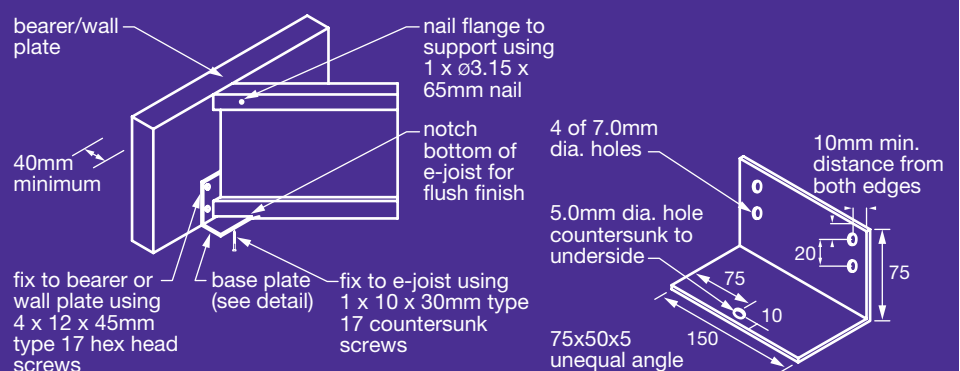 bearer/wall
plate
nail flange to
support using
1 x ø3.15 x
65mm nail
40mm
minimum
notch
bottom of
e-joist for
flush finish
fix to bearer or
wall plate using
4 x 12 x 45mm
type 17 hex head
screws
base plate
(see detail)
fix to e-joist using
1 x 10 x 30mm type
17 countersunk
screws
4 of 7.0mm
dia. holes
10mm min.
distance from
both edges
5.0mm dia. hole
countersunk to
underside
20
75
75
10
150
75x50x5
unequal angle